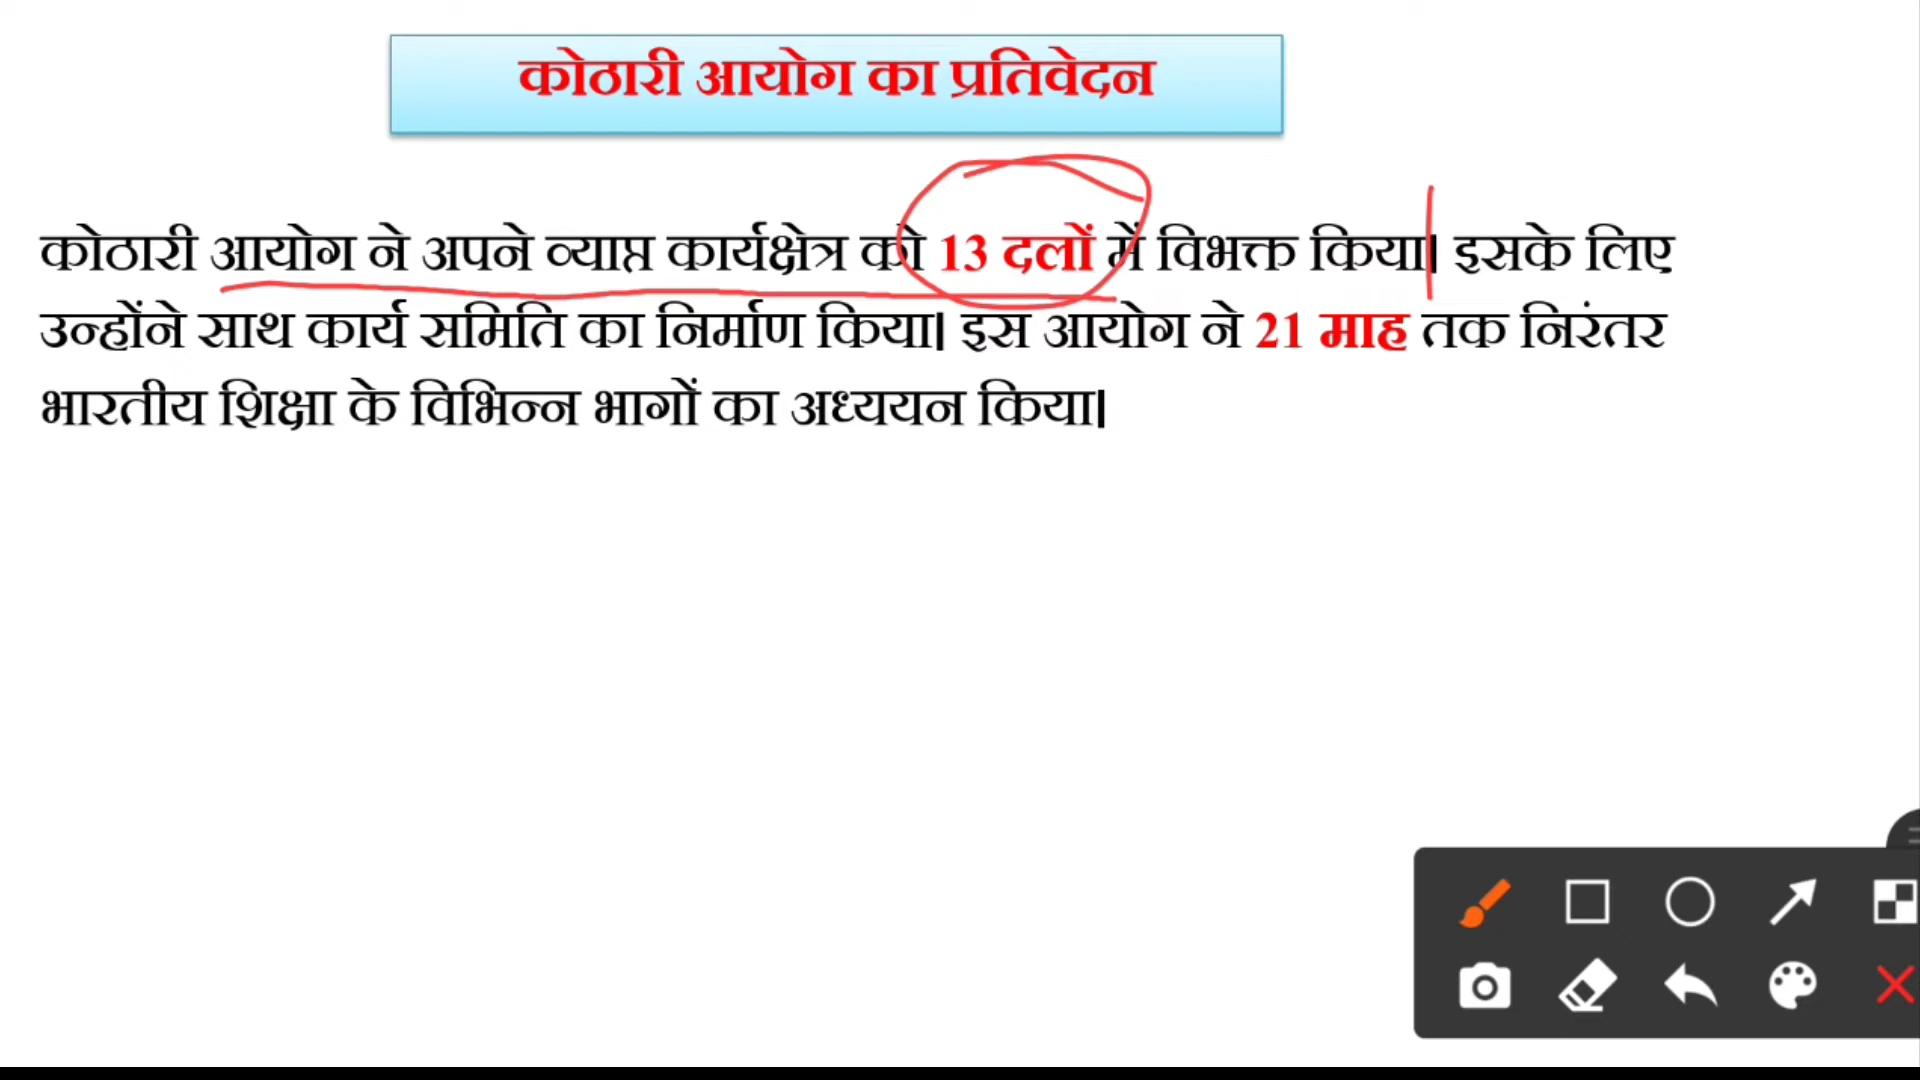 कोठारी आयोग का प्रतिवेदन
कोठारी आयोग ने अपने व्याप्त कार्यक्षेत्र को 13 दलों में विभक्त किया। इसके लिए
उन्होंने साथ कार्य समिति का निर्माण किया। इस आयोग ने 21 माह तक निरंतर
भारतीय शिक्षा के विभिन्न भागों का अध्ययन किया।